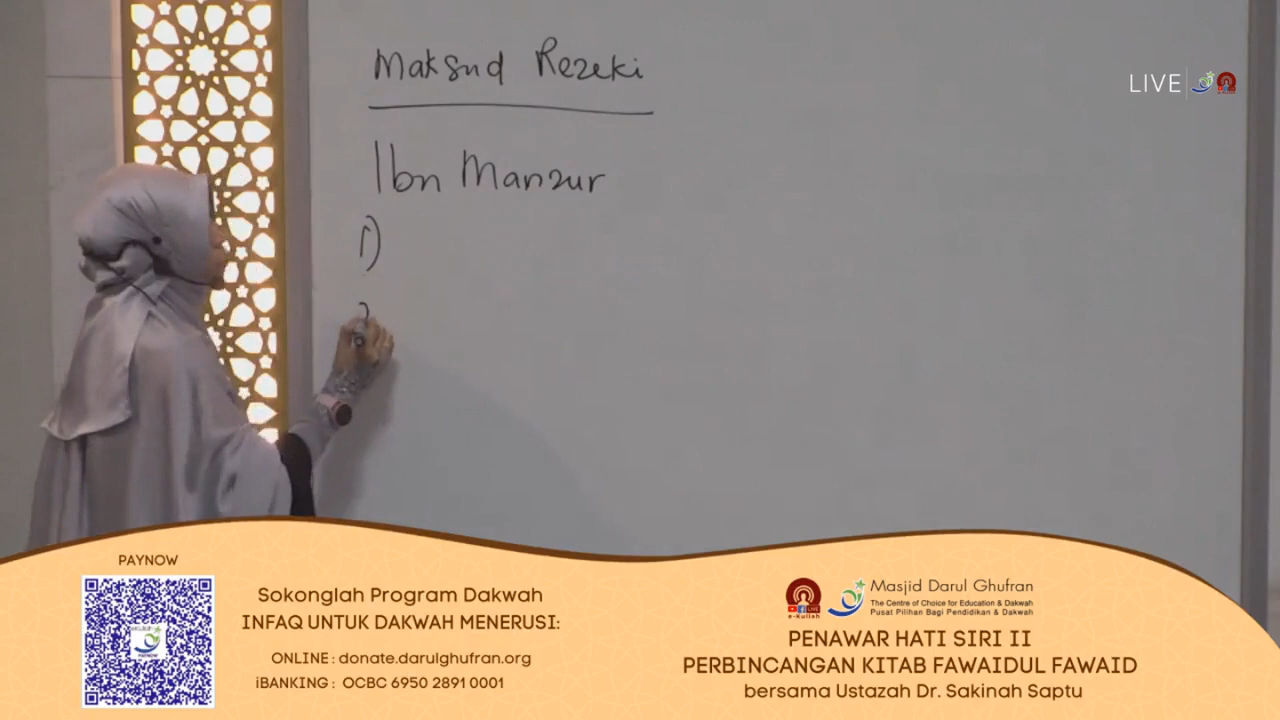 Maksud Rezeki
Ibn Manzur
1)
2
LIVE
PAYNOW
Sokonglah Program Dakwah
INFAQ UNTUK DAKWAH MENERUSI:
ONLINE : donate.darulghufran.org
iBANKING : OCBC 6950 2891 0001
e-Kuliah
Masjid Darul Ghufran
The Centre of Choice for Education & Dakwah
Pusat Pilihan Bagi Pendidikan & Dakwah
PENAWAR HATI SIRI II
PERBINCANGAN KITAB FAWAIDUL FAWAID
bersama Ustazah Dr. Sakinah Saptu